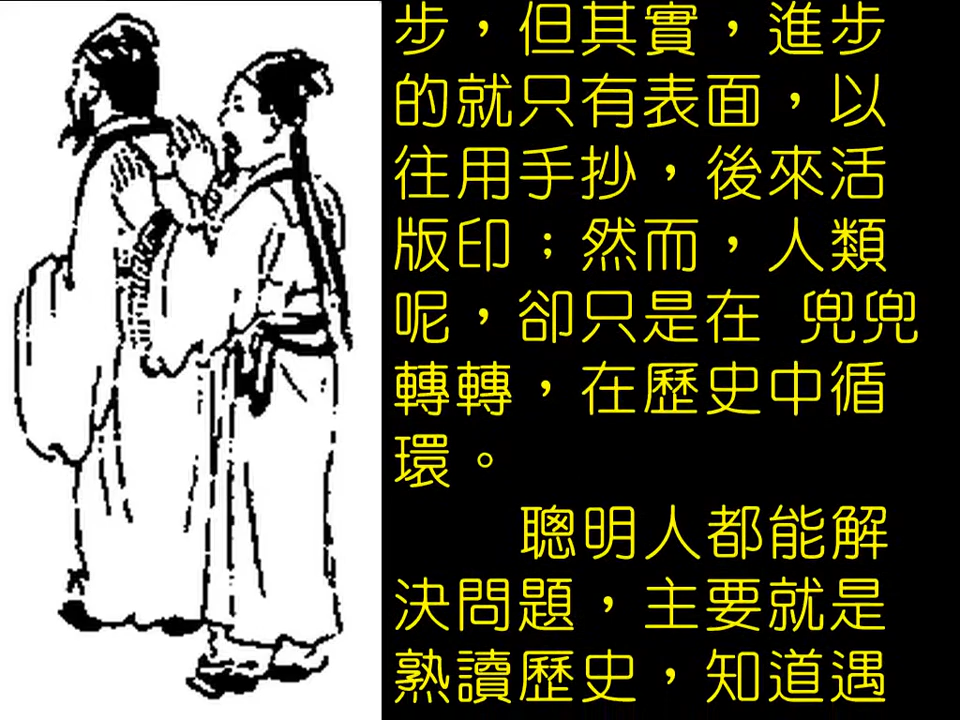 步，但其實，進步
的就只有表面，以
往用手抄，後來活
版印；然而，人類
呢，卻只是在 兜兜
轉轉，在歷史中循
環。
聰明人都能解
決問題，主要就是
熟讀歷史，知道遇